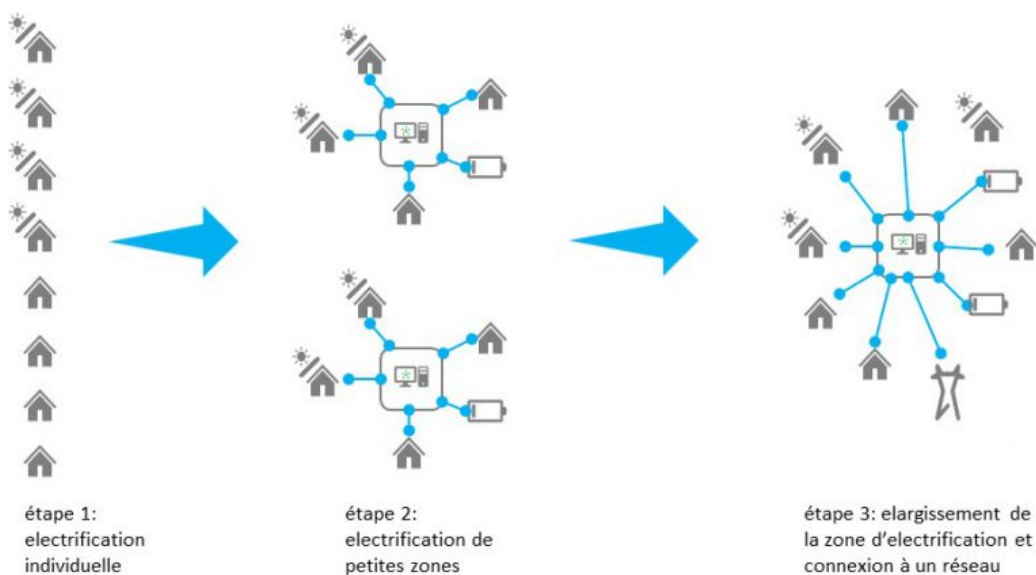 étape 1:
electrification
individuelle
étape 2:
electrification de
petites zones
étape 3: elargissement de
la zone d'electrification et
connexion à un réseau